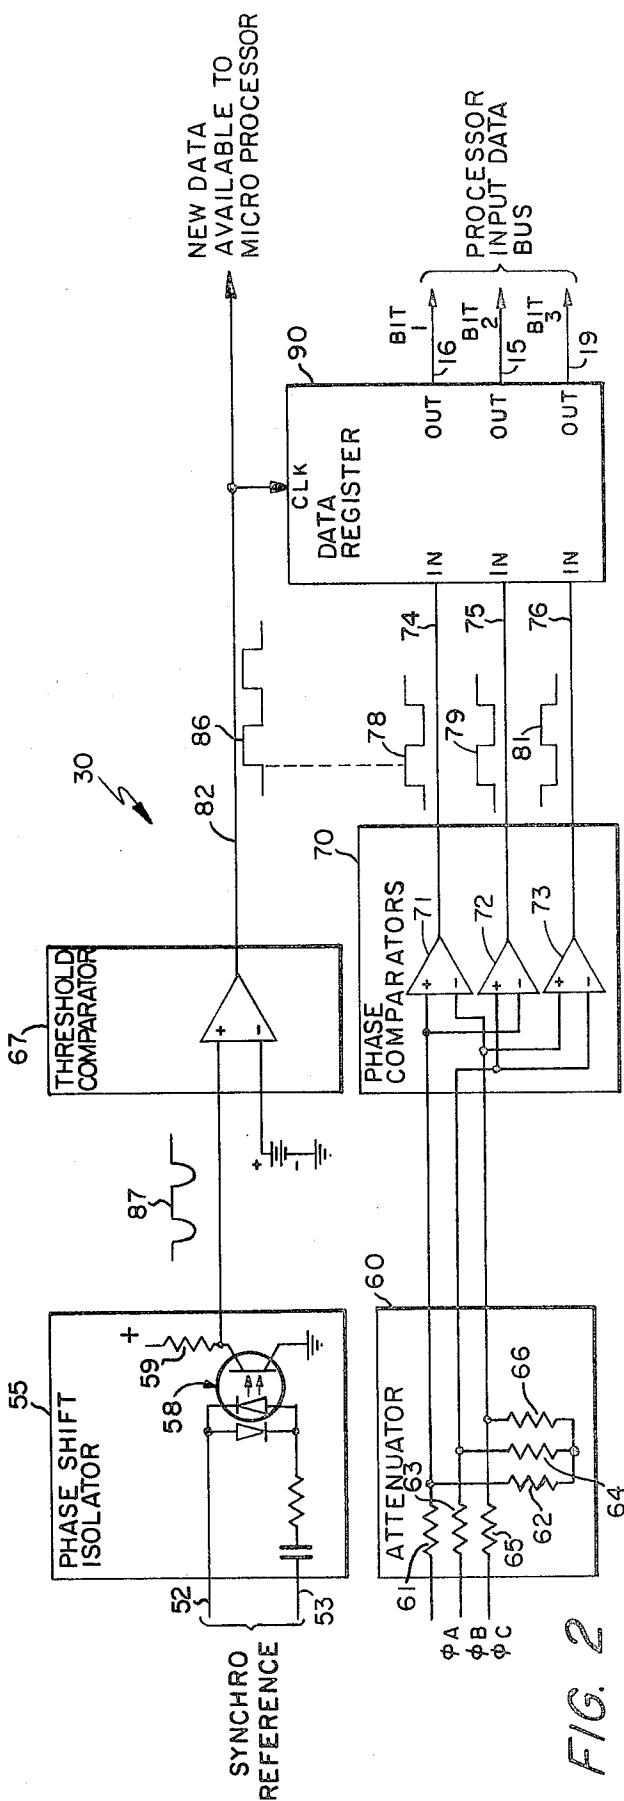 30
55
PHASE SHIFT
ISOLATOR
+
59
58
52
53
SYNCHRO
REFERENCE
87
67
THRESHOLD
COMPARATOR
+
-
+
-
82
86
NEW DATA
AVAILABLE TO
MICRO PROCESSOR
60
ATTENUATOR
61
63
65
62
64
66
ΦA
ΦB
ΦC
70
PHASE
COMPARATORS
71
72
73
+
-
+
-
+
-
78
79
81
74
75
76
90
CLK
DATA
REGISTER
IN
IN
IN
OUT
OUT
OUT
16
15
19
BIT
1
BIT
2
BIT
3
PROCESSOR
INPUT DATA
BUS
FIG. 2